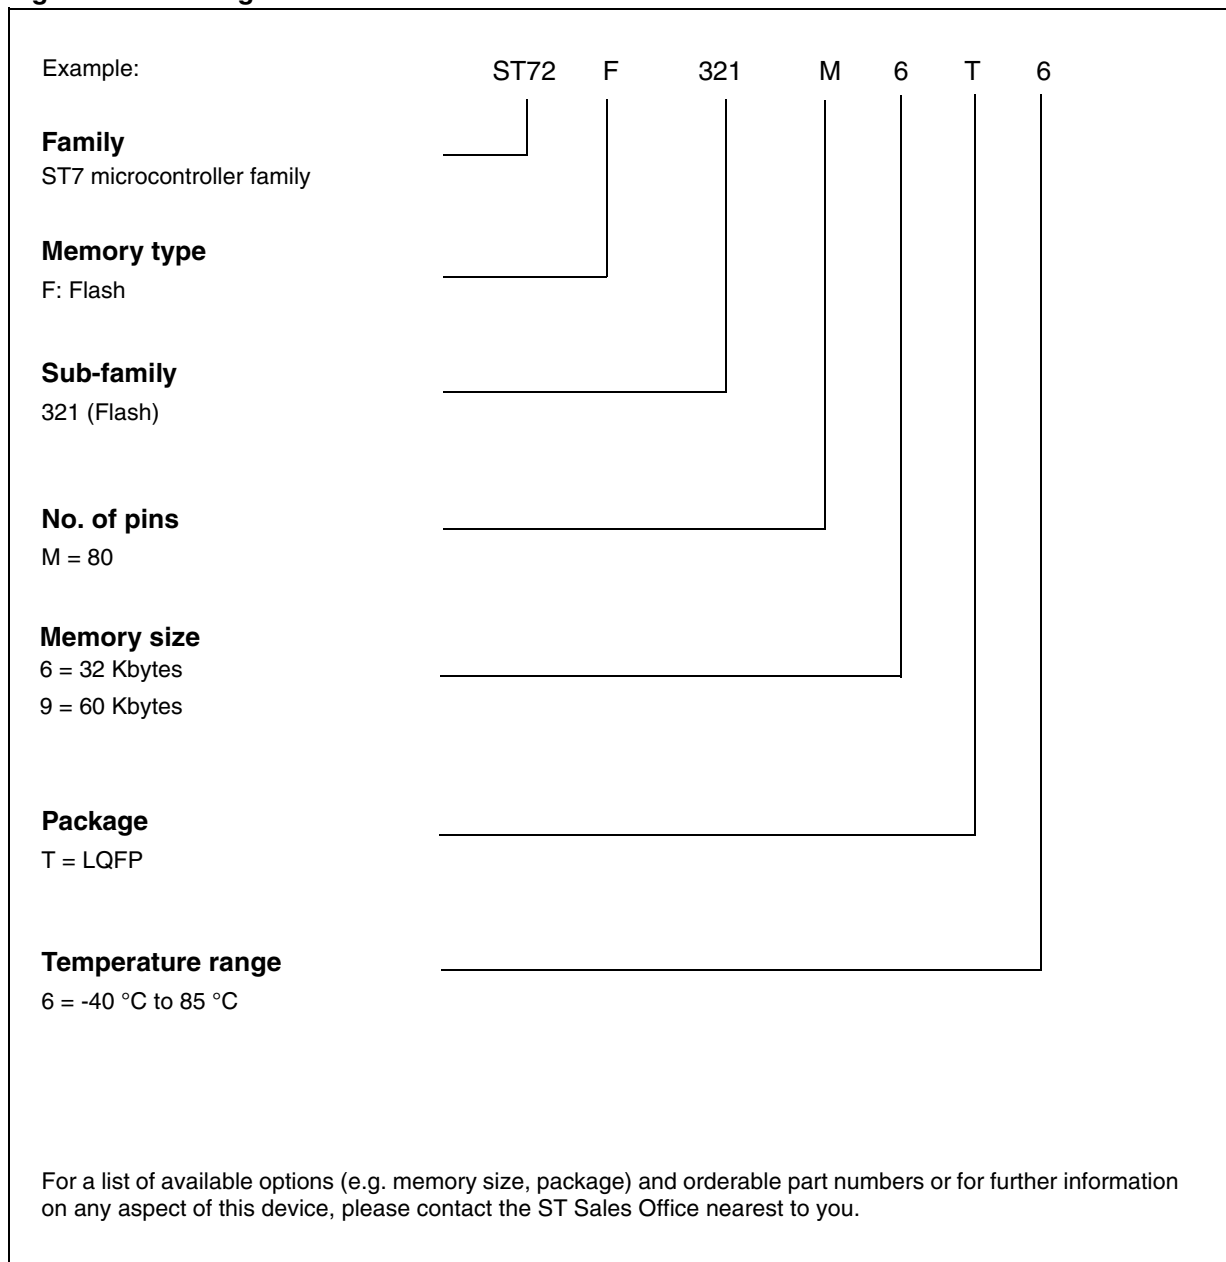 Example: ST72 F 321 M 6 T 6
Family
ST7 microcontroller family
Memory type
F: Flash
Sub-family
321 (Flash)
No. of pins
M = 80
Memory size
6 = 32 Kbytes
9 = 60 Kbytes
Package
T = LQFP
Temperature range
6 = -40 °C to 85 °C
For a list of available options (e.g. memory size, package) and orderable part numbers or for further information
on any aspect of this device, please contact the ST Sales Office nearest to you.